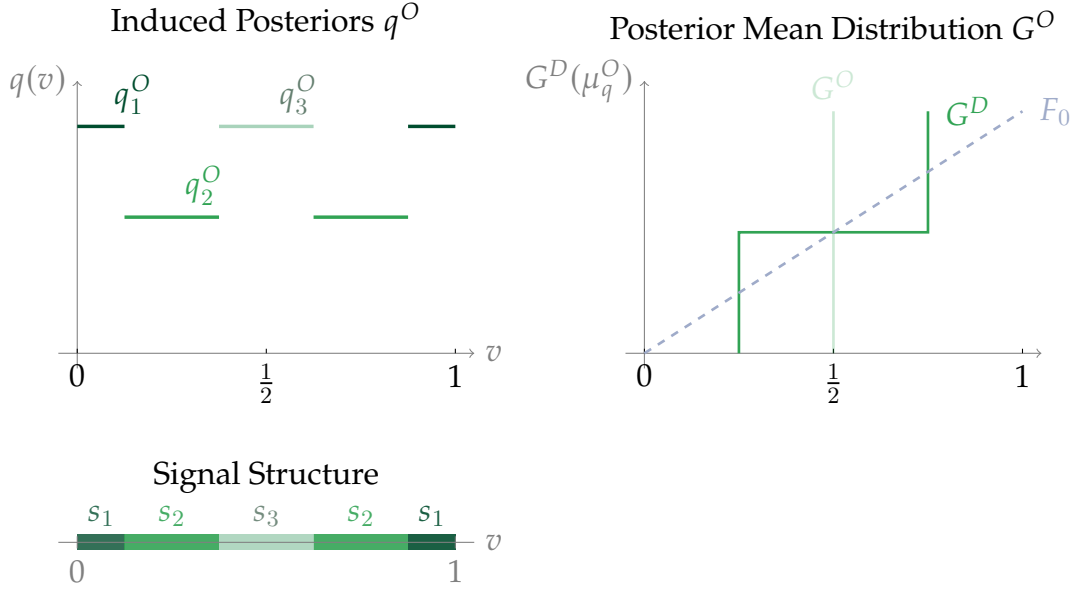 Induced Posteriors q^O
q(v)
q_1^O
q_3^O
q_2^O
v
0
1/2
1
Posterior Mean Distribution G^O
G^D(μ_q^O)
G^O
G^D
F_0
0
1/2
1
Signal Structure
s_1 s_2 s_3 s_2 s_1
v
0 1